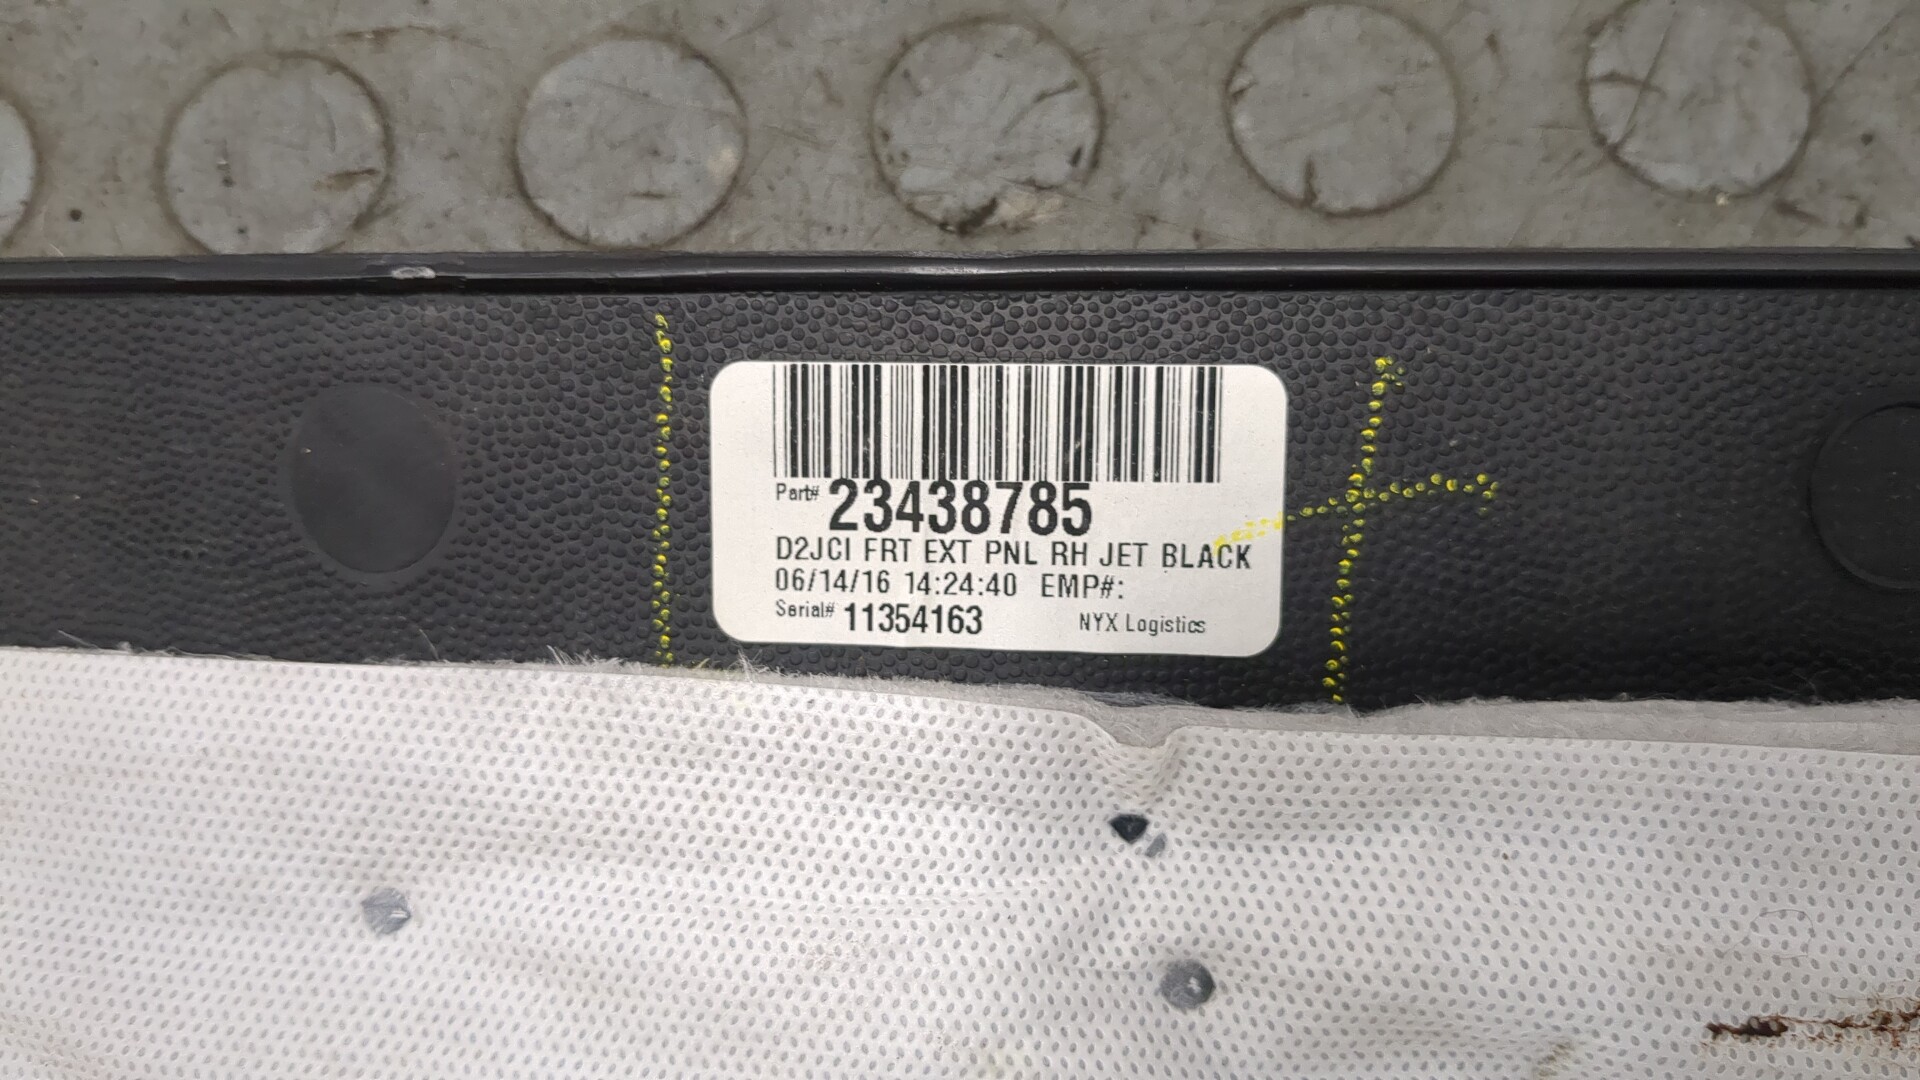 Part# 23438785
D2JCI FRT EXT PNL RH JET BLACK
06/14/16 14:24:40 EMP#:
Serial# 11354163 NYX Logistics